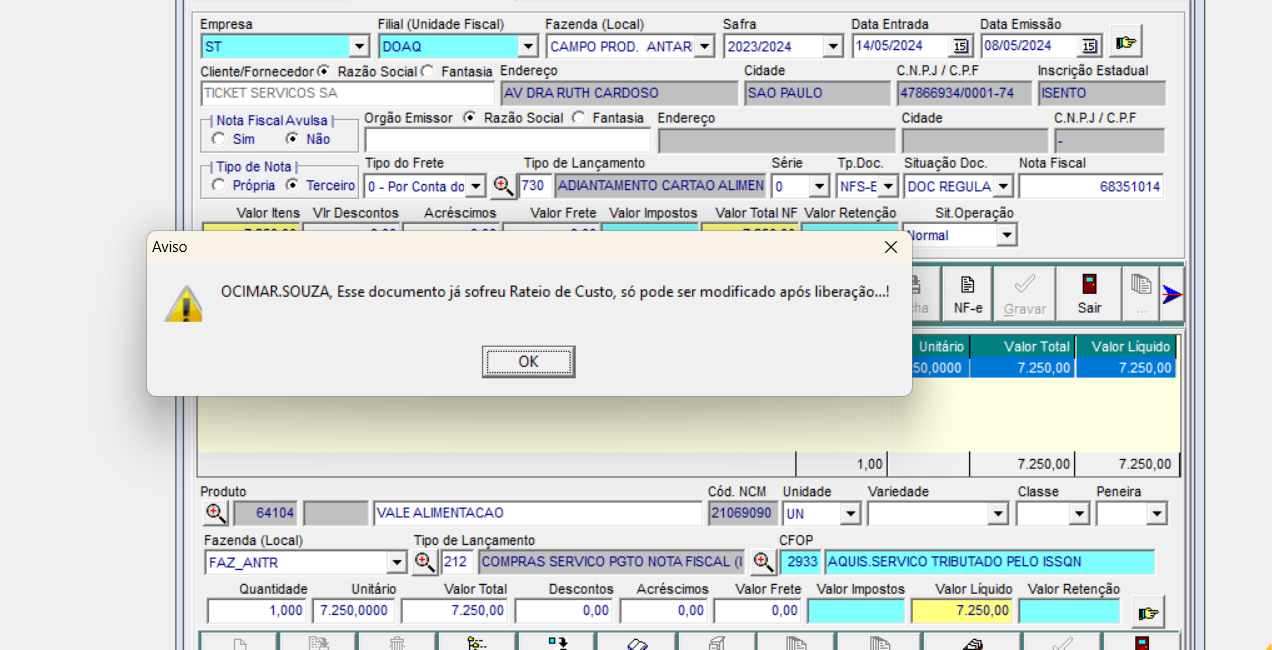 Empresa Filial (Unidade Fiscal) Fazenda (Local) Safra Data Entrada Data Emissão
ST DOAQ CAMPO PROD. ANTAR 2023/2024 14/05/2024 15 08/05/2024 15
Cliente/Fornecedor Razão Social Fantasia Endereço Cidade C.N.P.J / C.P.F Inscrição Estadual
TICKET SERVICOS SA AV DRA RUTH CARDOSO SAO PAULO 47866934/0001-74 ISENTO
Nota Fiscal Avulsa Orgão Emissor Razão Social Fantasia Endereço Cidade C.N.P.J / C.P.F
Sim Não -
Tipo de Nota Tipo do Frete Tipo de Lançamento Série Tp.Doc. Situação Doc. Nota Fiscal
Própria Terceiro 0 - Por Conta do 730 ADIANTAMENTO CARTAO ALIMEN 0 NFS-E DOC REGULA 68351014
Valor Itens Vlr Descontos Acréscimos Valor Frete Valor Impostos Valor Total NF Valor Retenção Sit.Operação
Normal
Aviso
OCIMAR.SOUZA, Esse documento já sofreu Rateio de Custo, só pode ser modificado após liberação...!
OK
NF-e Gravar Sair ...
Unitário Valor Total Valor Líquido
50,0000 7.250,00 7.250,00
1,00 7.250,00 7.250,00
Produto Cód. NCM Unidade Variedade Classe Peneira
64104 VALE ALIMENTACAO 21069090 UN
Fazenda (Local) Tipo de Lançamento CFOP
FAZ_ANTR 212 COMPRAS SERVICO PGTO NOTA FISCAL (I 2933 AQUIS.SERVICO TRIBUTADO PELO ISSQN
Quantidade Unitário Valor Total Descontos Acréscimos Valor Frete Valor Impostos Valor Líquido Valor Retenção
1,000 7.250,0000 7.250,00 0,00 0,00 0,00 7.250,00